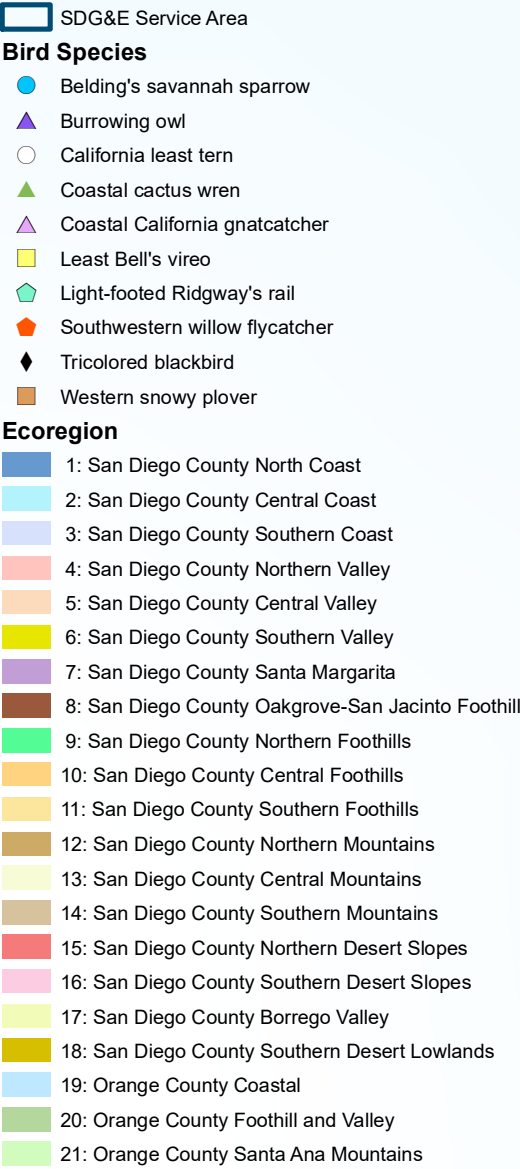 SDG&E Service Area
Bird Species
Belding's savannah sparrow
Burrowing owl
California least tern
Coastal cactus wren
Coastal California gnatcatcher
Least Bell's vireo
Light-footed Ridgway's rail
Southwestern willow flycatcher
Tricolored blackbird
Western snowy plover
Ecoregion
1: San Diego County North Coast
2: San Diego County Central Coast
3: San Diego County Southern Coast
4: San Diego County Northern Valley
5: San Diego County Central Valley
6: San Diego County Southern Valley
7: San Diego County Santa Margarita
8: San Diego County Oakgrove-San Jacinto Foothill
9: San Diego County Northern Foothills
10: San Diego County Central Foothills
11: San Diego County Southern Foothills
12: San Diego County Northern Mountains
13: San Diego County Central Mountains
14: San Diego County Southern Mountains
15: San Diego County Northern Desert Slopes
16: San Diego County Southern Desert Slopes
17: San Diego County Borrego Valley
18: San Diego County Southern Desert Lowlands
19: Orange County Coastal
20: Orange County Foothill and Valley
21: Orange County Santa Ana Mountains